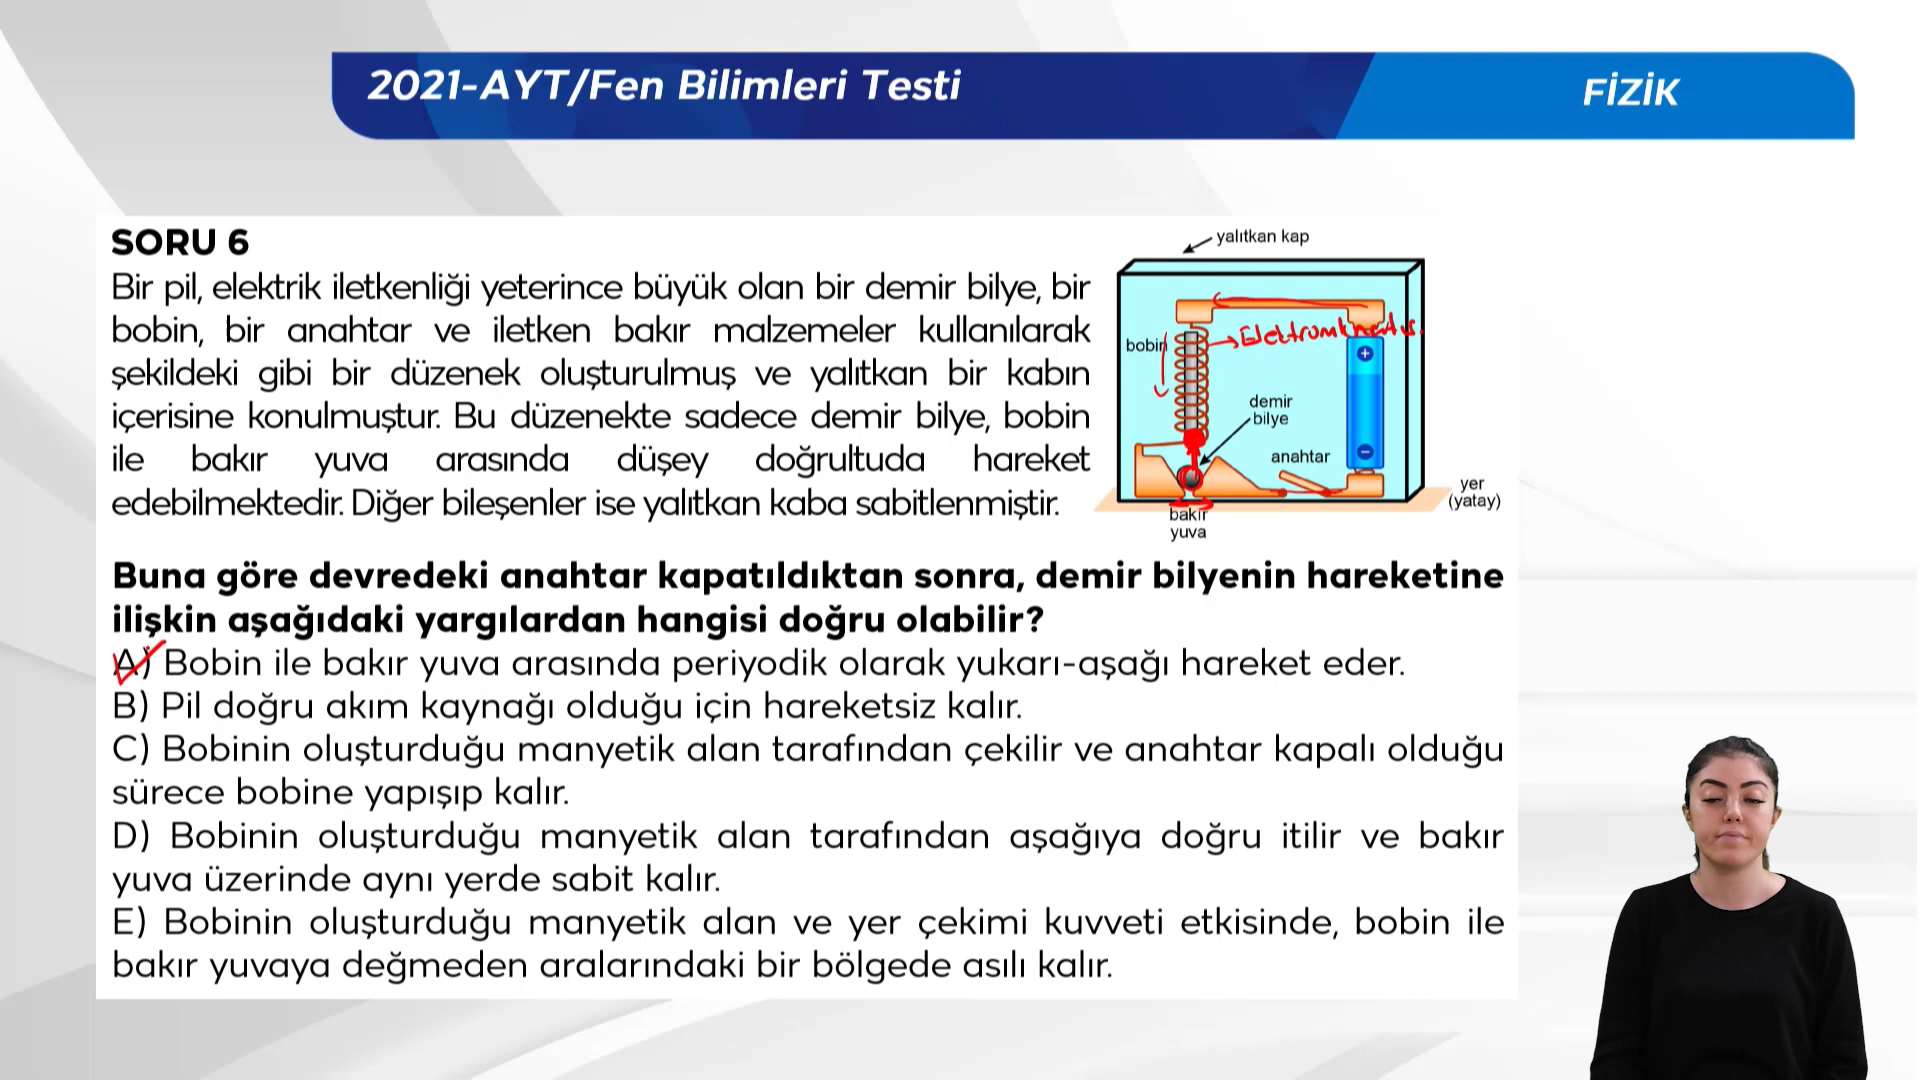 2021-AYT/Fen Bilimleri Testi
FİZİK
SORU 6
Bir pil, elektrik iletkenliği yeterince büyük olan bir demir bilye, bir
bobin, bir anahtar ve iletken bakır malzemeler kullanılarak
şekildeki gibi bir düzenek oluşturulmuş ve yalıtkan bir kabın
içerisine konulmuştur. Bu düzenekte sadece demir bilye, bobin
ile bakır yuva arasında düşey doğrultuda hareket
edebilmektedir. Diğer bileşenler ise yalıtkan kaba sabitlenmiştir.
yalıtkan kap
bobin
+
demir
bilye
anahtar
−
yer
(yatay)
bakır
yuva
Buna göre devredeki anahtar kapatıldıktan sonra, demir bilyenin hareketine
ilişkin aşağıdaki yargılardan hangisi doğru olabilir?
A) Bobin ile bakır yuva arasında periyodik olarak yukarı-aşağı hareket eder.
B) Pil doğru akım kaynağı olduğu için hareketsiz kalır.
C) Bobinin oluşturduğu manyetik alan tarafından çekilir ve anahtar kapalı olduğu
sürece bobine yapışıp kalır.
D) Bobinin oluşturduğu manyetik alan tarafından aşağıya doğru itilir ve bakır
yuva üzerinde aynı yerde sabit kalır.
E) Bobinin oluşturduğu manyetik alan ve yer çekimi kuvveti etkisinde, bobin ile
bakır yuvaya değmeden aralarındaki bir bölgede asılı kalır.